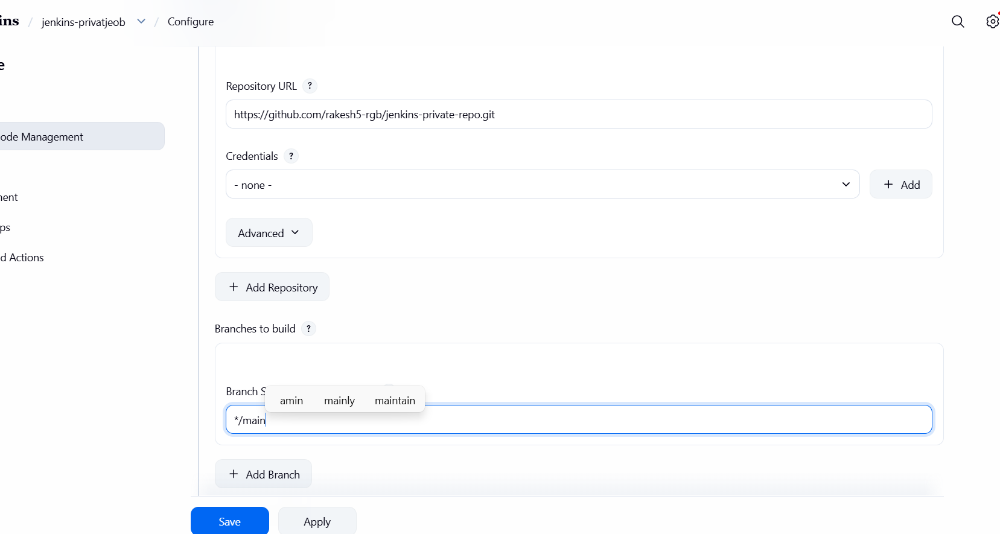 ins / jenkins-privatjeob / Configure
e
Repository URL ?
https://github.com/rakesh5-rgb/jenkins-private-repo.git
ode Management
Credentials ?
- none -
+ Add
nent
ps
Advanced
d Actions
+ Add Repository
Branches to build ?
Branch S
amin mainly maintain
*/main
+ Add Branch
Save Apply